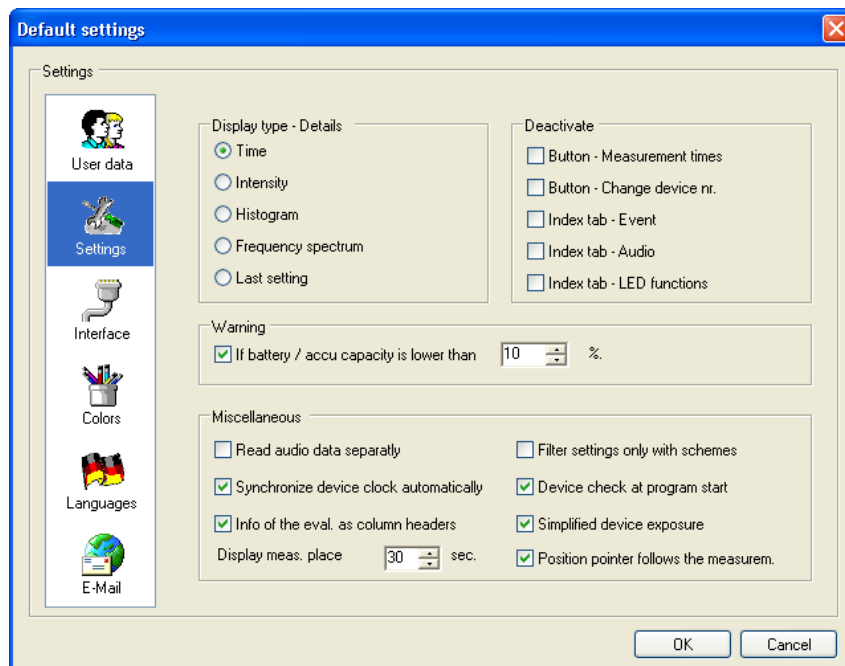 Default settings
Settings
User data
Settings
Interface
Colors
Languages
E-Mail
Display type - Details
Time
Intensity
Histogram
Frequency spectrum
Last setting
Deactivate
Button - Measurement times
Button - Change device nr.
Index tab - Event
Index tab - Audio
Index tab - LED functions
Warning
If battery / accu capacity is lower than 10 %.
Miscellaneous
Read audio data separatly
Synchronize device clock automatically
Info of the eval. as column headers
Display meas. place 30 sec.
Filter settings only with schemes
Device check at program start
Simplified device exposure
Position pointer follows the measurem.
OK
Cancel